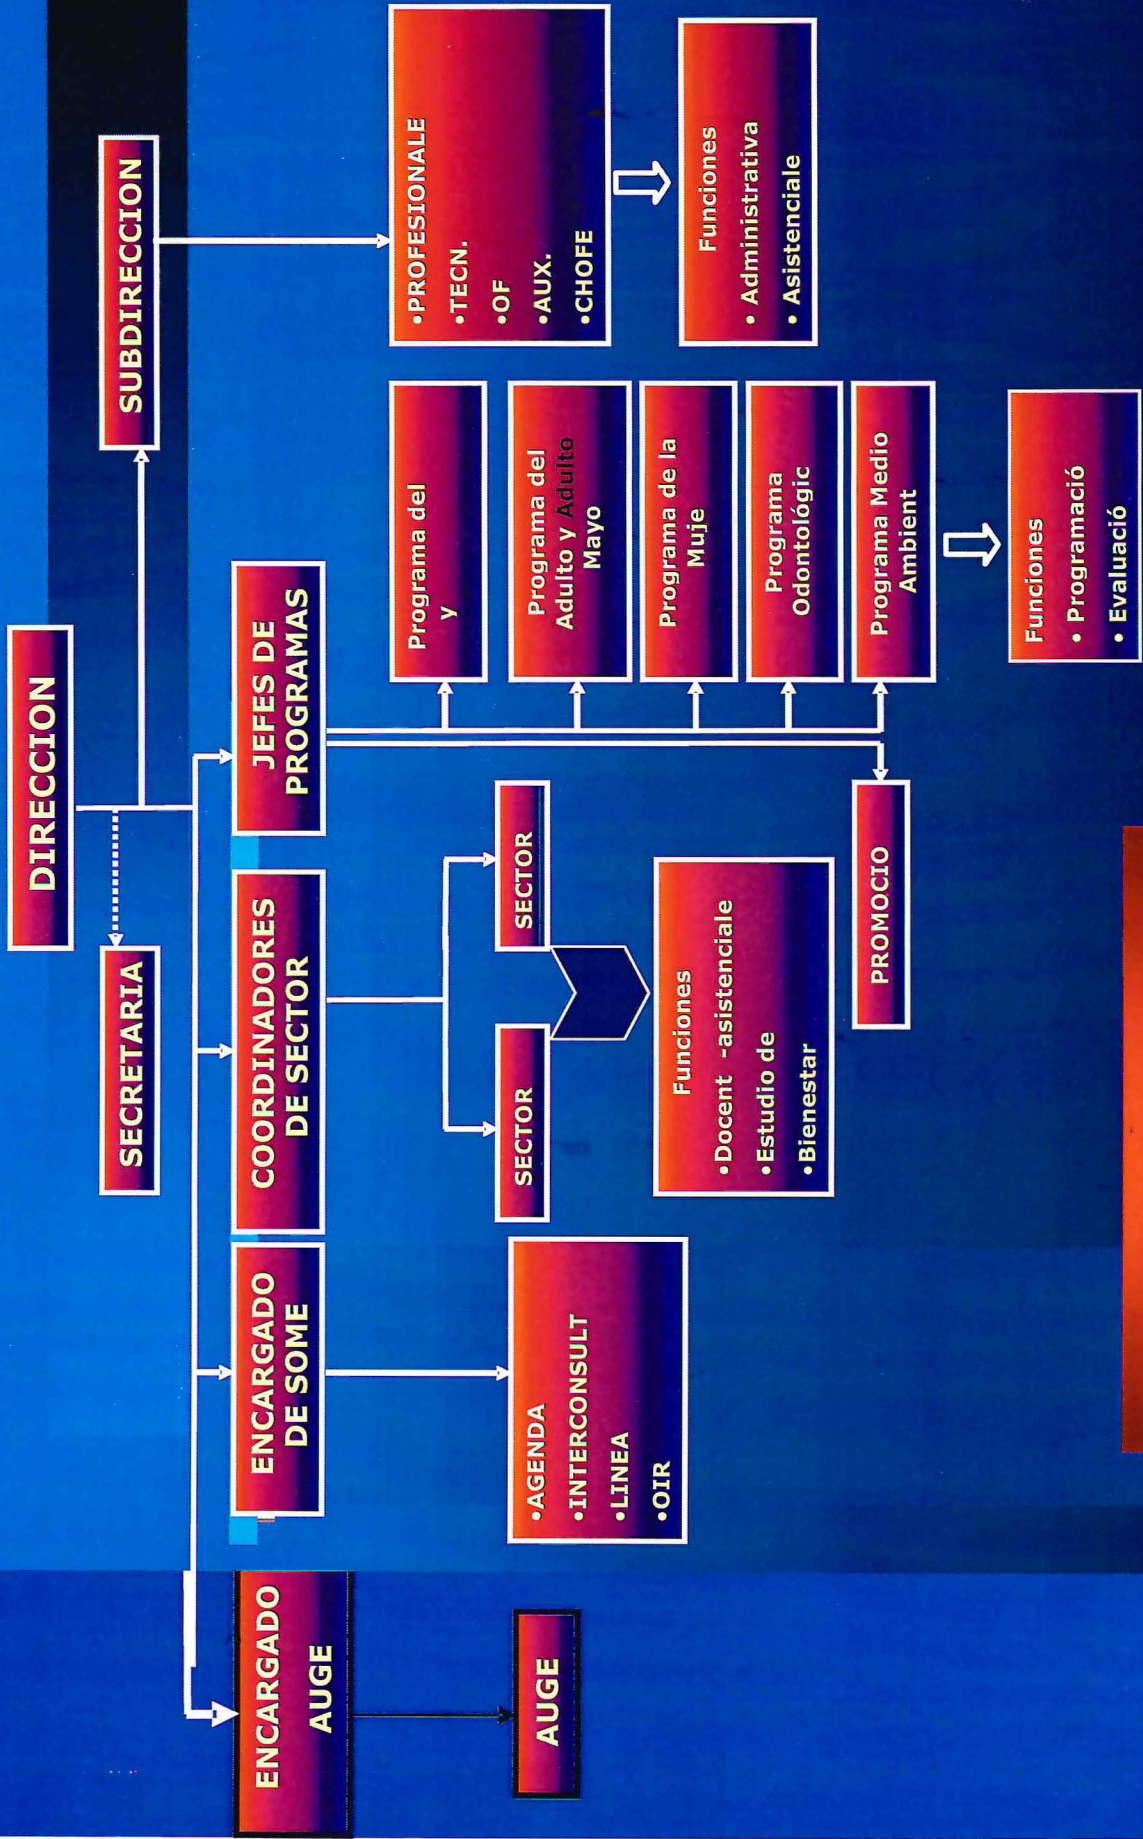 DIRECCION
SECRETARIA
SUBDIRECCION
ENCARGADO
AUGE
ENCARGADO
DE SOME
COORDINADORES
DE SECTOR
JEFES DE
PROGRAMAS
AUGE
•AGENDA
•INTERCONSULT
•LINEA
•OIR
SECTOR
SECTOR
Funciones
•Docent -asistenciale
•Estudio de
•Bienestar
PROMOCIO
Programa del
y
Programa del
Adulto y Adulto
Mayo
Programa de la
Muje
Programa
Odontológic
Programa Medio
Ambient
Funciones
• Programació
• Evaluació
•PROFESIONALE
•TECN.
•OF
•AUX.
•CHOFE
Funciones
• Administrativa
• Asistenciale